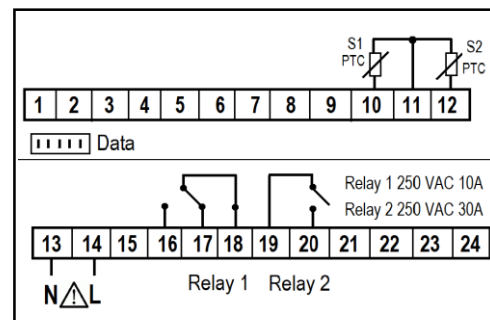 S1 S2
PTC PTC
1 2 3 4 5 6 7 8 9 10 11 12
Data
Relay 1 250 VAC 10A
Relay 2 250 VAC 30A
13 14 15 16 17 18 19 20 21 22 23 24
N L Relay 1 Relay 2